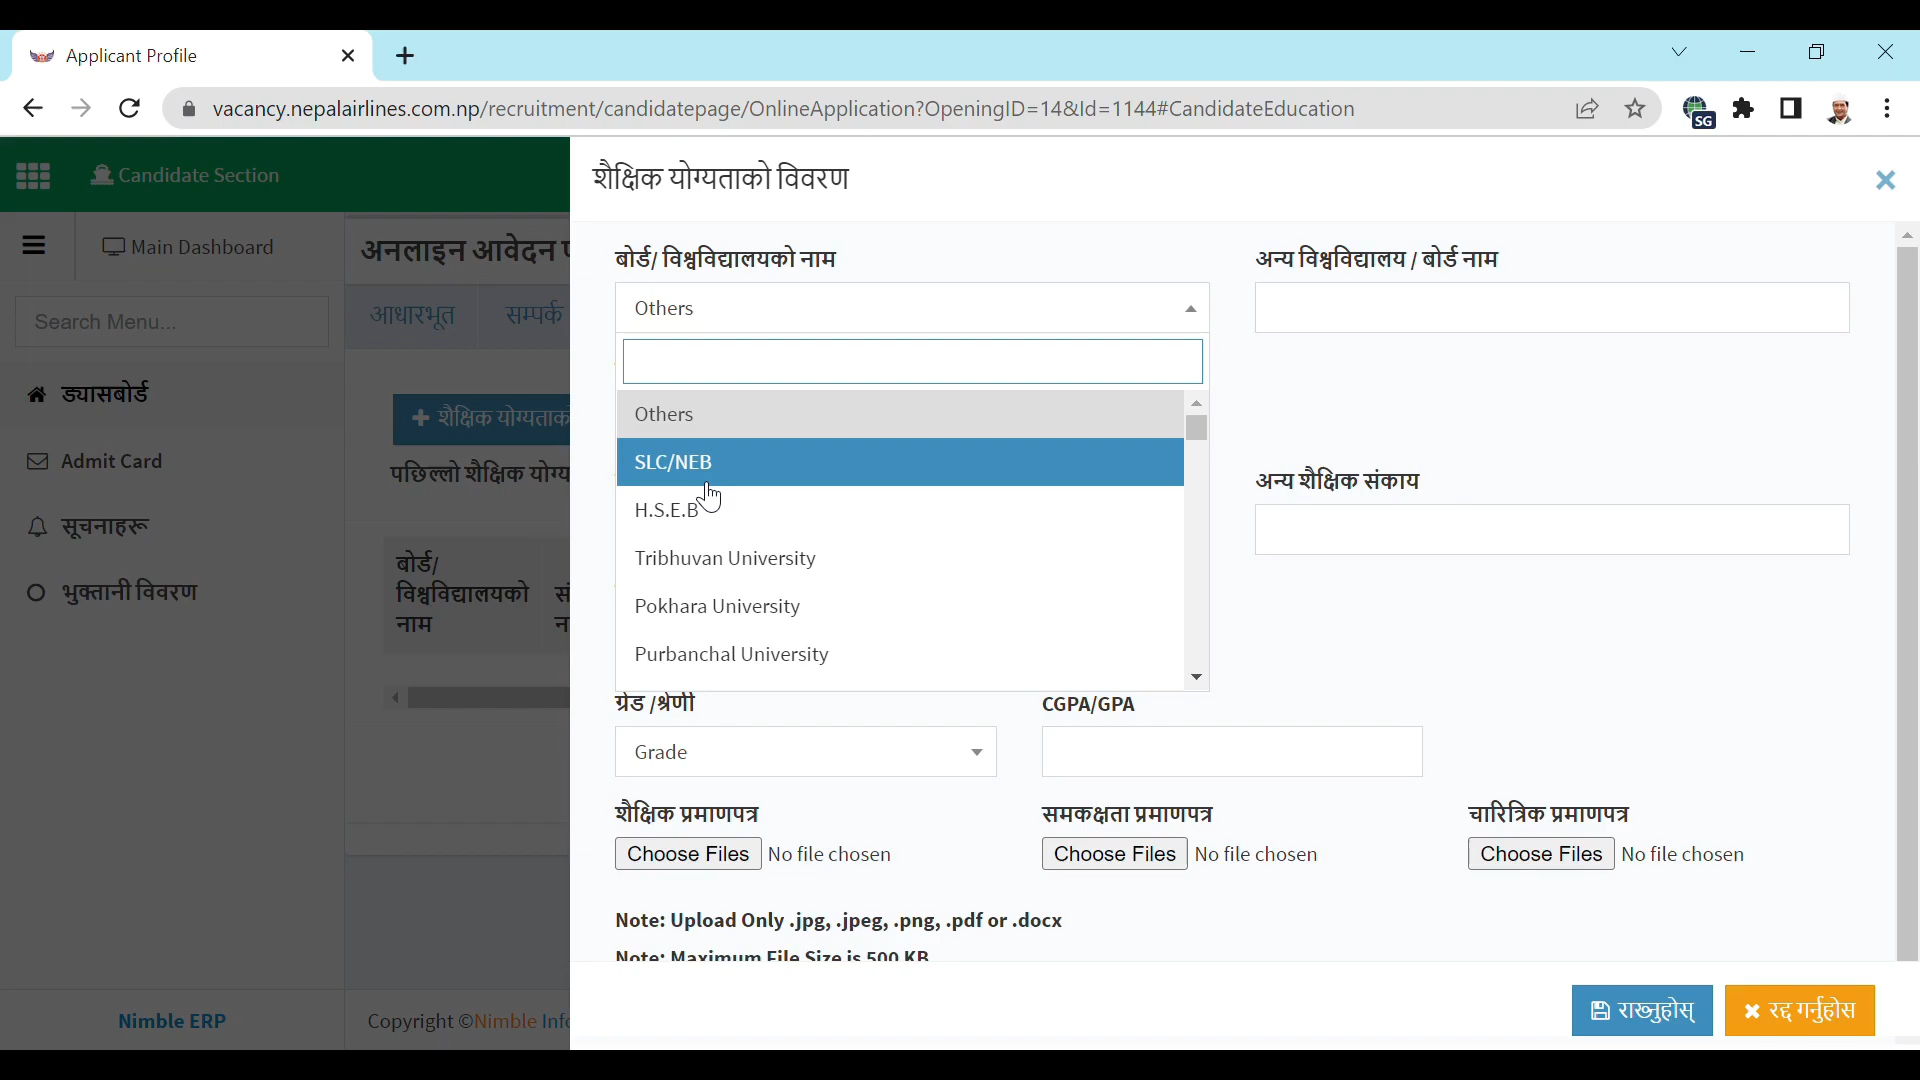 Applicant Profile
vacancy.nepalairlines.com.np/recruitment/candidatepage/OnlineApplication?OpeningID=14&Id=1144#CandidateEducation
SG
Candidate Section
शैक्षिक योग्यताको विवरण
Main Dashboard
अनलाइन आवेदन
बोर्ड/ विश्वविद्यालयको नाम
अन्य विश्वविद्यालय / बोर्ड नाम
Search Menu...
आधारभूत
सम्पर्क
Others
ड्यासबोर्ड
शैक्षिक योग्यताको
Others
Admit Card
पछिल्लो शैक्षिक
SLC/NEB
अन्य शैक्षिक संकाय
सूचनाहरू
H.S.E.B
बोर्ड/
विश्वविद्यालयको
नाम
Tribhuvan University
भुक्तानी विवरण
Pokhara University
Purbanchal University
ग्रेड /श्रेणी
CGPA/GPA
Grade
शैक्षिक प्रमाणपत्र
समकक्षता प्रमाणपत्र
चारित्रिक प्रमाणपत्र
Choose Files No file chosen
Choose Files No file chosen
Choose Files No file chosen
Note: Upload Only .jpg, .jpeg, .png, .pdf or .docx
Note: Maximum File Size is 500 KB
राख्नुहोस्
रद्द गर्नुहोस
Nimble ERP
Copyright ©Nimble